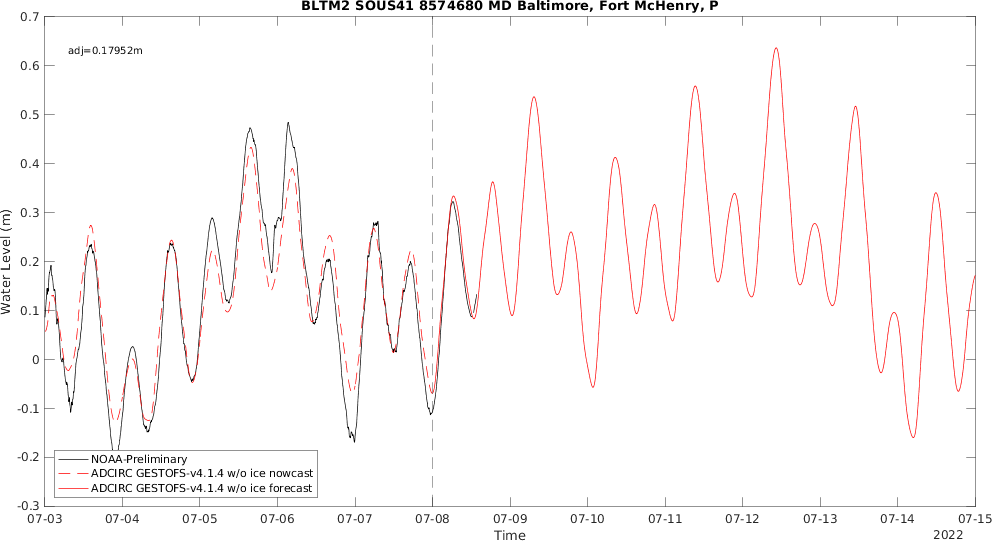 BLTM2 SOUS41 8574680 MD Baltimore, Fort McHenry, P
adj=0.17952m
0.7
0.6
0.5
0.4
0.3
0.2
0.1
0
-0.1
-0.2
-0.3
Water Level (m)
NOAA-Preliminary
ADCIRC GESTOFS-v4.1.4 w/o ice nowcast
ADCIRC GESTOFS-v4.1.4 w/o ice forecast
07-03 07-04 07-05 07-06 07-07 07-08 07-09 07-10 07-11 07-12 07-13 07-14 07-15
Time
2022